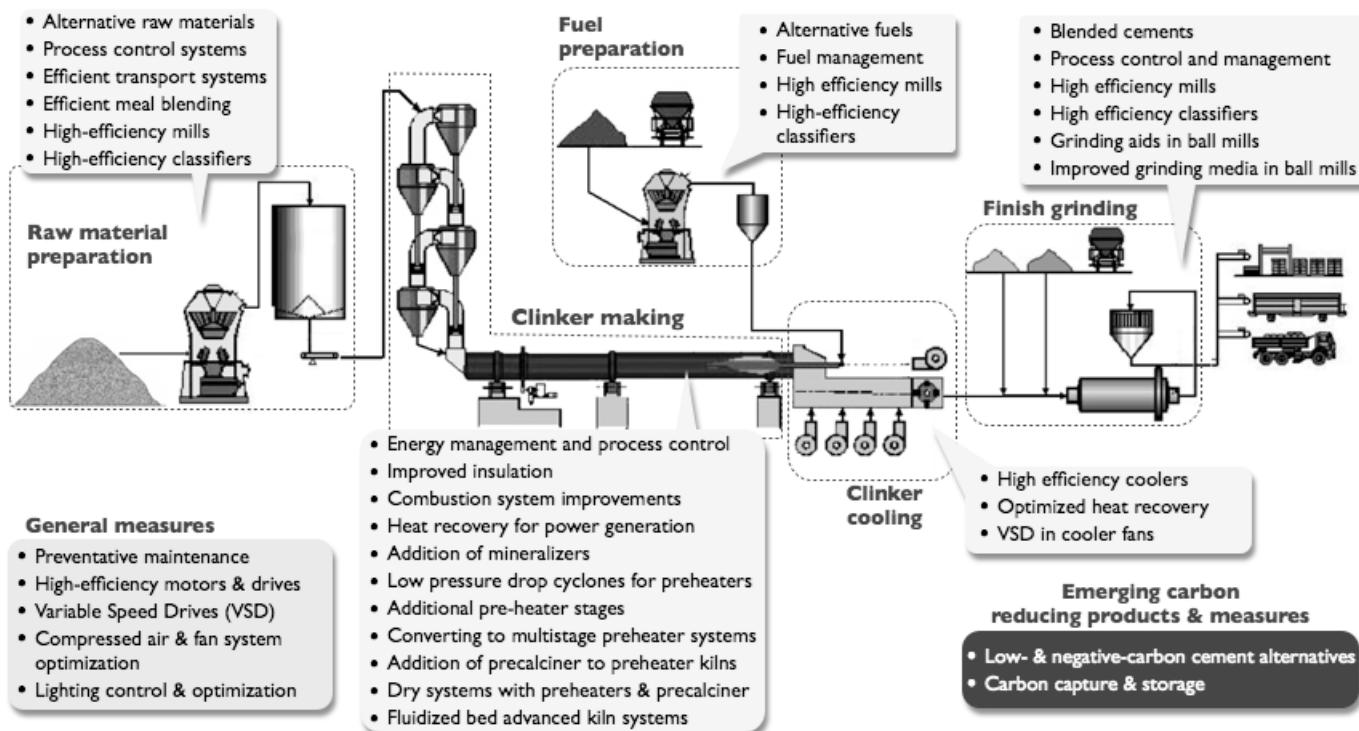 • Alternative raw materials
• Process control systems
• Efficient transport systems
• Efficient meal blending
• High-efficiency mills
• High-efficiency classifiers
Raw material
preparation
Fuel
preparation
• Alternative fuels
• Fuel management
• High efficiency mills
• High-efficiency
classifiers
• Blended cements
• Process control and management
• High efficiency mills
• High efficiency classifiers
• Grinding aids in ball mills
• Improved grinding media in ball mills
Finish grinding
Clinker making
• Energy management and process control
• Improved insulation
• Combustion system improvements
• Heat recovery for power generation
• Addition of mineralizers
• Low pressure drop cyclones for preheaters
• Additional pre-heater stages
• Converting to multistage preheater systems
• Addition of precalciner to preheater kilns
• Dry systems with preheaters & precalciner
• Fluidized bed advanced kiln systems
Clinker
cooling
• High efficiency coolers
• Optimized heat recovery
• VSD in cooler fans
General measures
• Preventative maintenance
• High-efficiency motors & drives
• Variable Speed Drives (VSD)
• Compressed air & fan system
optimization
• Lighting control & optimization
Emerging carbon
reducing products & measures
• Low- & negative-carbon cement alternatives
• Carbon capture & storage